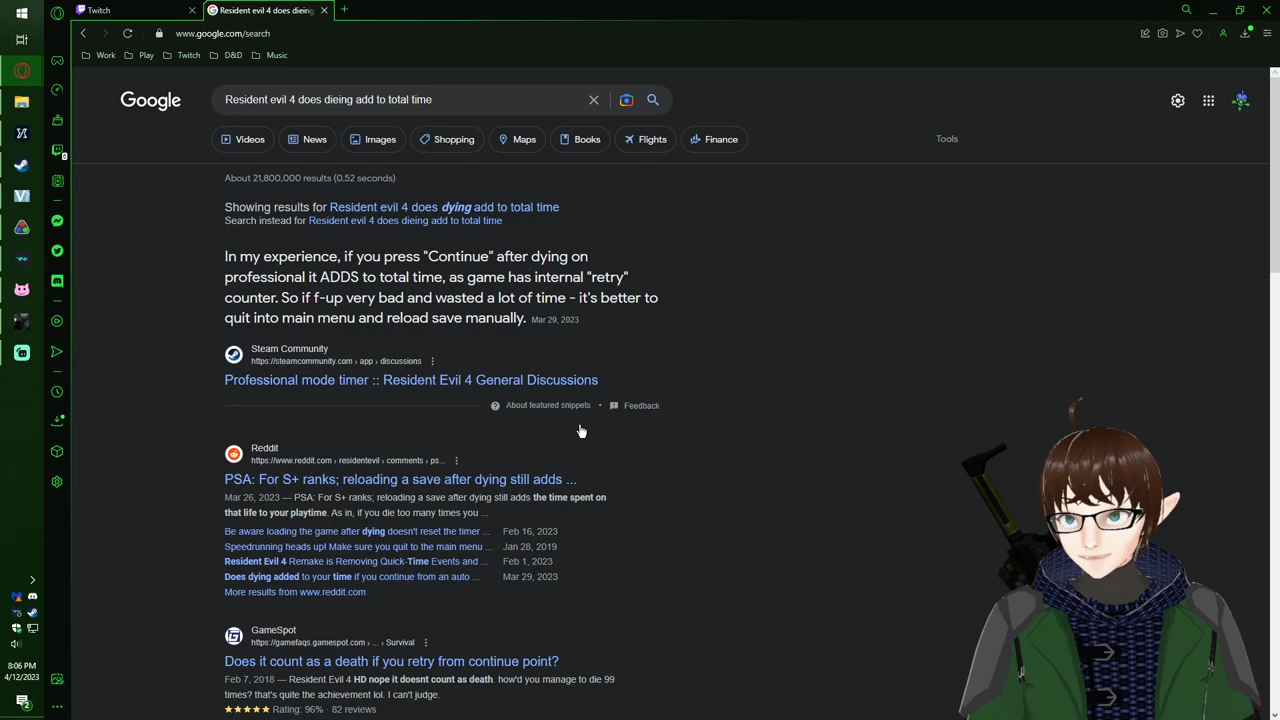 Twitch
Resident evil 4 does dieing
www.google.com/search
Work
Play
Twitch
D&D
Music
Google
Resident evil 4 does dieing add to total time
Videos
News
Images
Shopping
Maps
Books
Flights
Finance
Tools
About 21,800,000 results (0.52 seconds)
Showing results for Resident evil 4 does dying add to total time
Search instead for Resident evil 4 does dieing add to total time
In my experience, if you press "Continue" after dying on
professional it ADDS to total time, as game has internal "retry"
counter. So if f-up very bad and wasted a lot of time - it's better to
quit into main menu and reload save manually. Mar 29, 2023
Steam Community
https://steamcommunity.com › app › discussions
Professional mode timer :: Resident Evil 4 General Discussions
About featured snippets • Feedback
Reddit
https://www.reddit.com › residentevil › comments › ps...
PSA: For S+ ranks; reloading a save after dying still adds ...
Mar 26, 2023 — PSA: For S+ ranks; reloading a save after dying still adds the time spent on
that life to your playtime. As in, if you die too many times you ...
Be aware loading the game after dying doesn't reset the timer ... Feb 16, 2023
Speedrunning heads up! Make sure you quit to the main menu ... Jan 28, 2019
Resident Evil 4 Remake is Removing Quick-Time Events and ... Feb 1, 2023
Does dying added to your time if you continue from an auto ... Mar 29, 2023
More results from www.reddit.com
GameSpot
https://gamefaqs.gamespot.com › ... › Survival
Does it count as a death if you retry from continue point?
Feb 7, 2018 — Resident Evil 4 HD nope it doesnt count as death. how'd you manage to die 99
times? that's quite the achievement lol. I can't judge.
Rating: 96% · 82 reviews
8:06 PM
4/12/2023
0
2